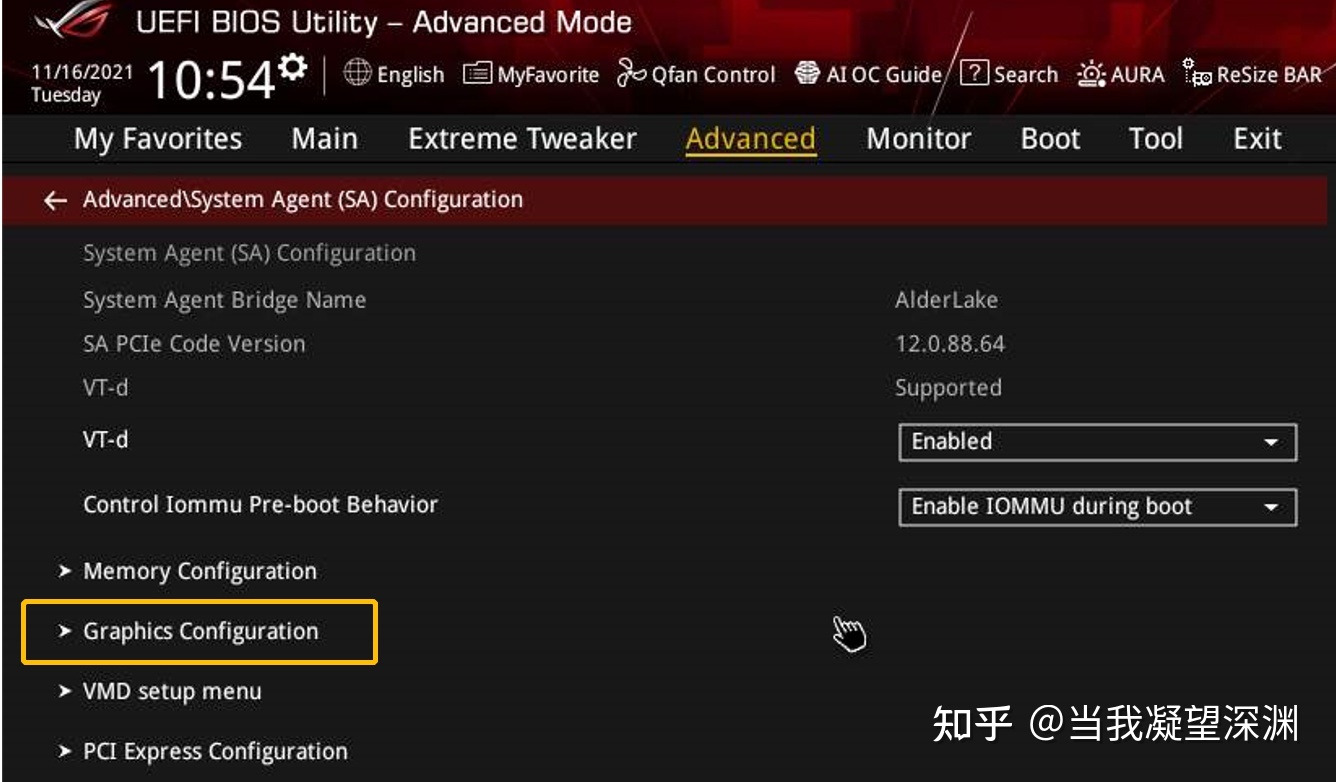 UEFI BIOS Utility – Advanced Mode
11/16/2021
Tuesday
10:54
English
MyFavorite
Qfan Control
AI OC Guide
Search
AURA
ReSize BAR
My Favorites
Main
Extreme Tweaker
Advanced
Monitor
Boot
Tool
Exit
Advanced\System Agent (SA) Configuration
System Agent (SA) Configuration
System Agent Bridge Name AlderLake
SA PCIe Code Version 12.0.88.64
VT-d Supported
VT-d Enabled
Control Iommu Pre-boot Behavior Enable IOMMU during boot
Memory Configuration
Graphics Configuration
VMD setup menu
PCI Express Configuration
知乎 @当我凝望深渊